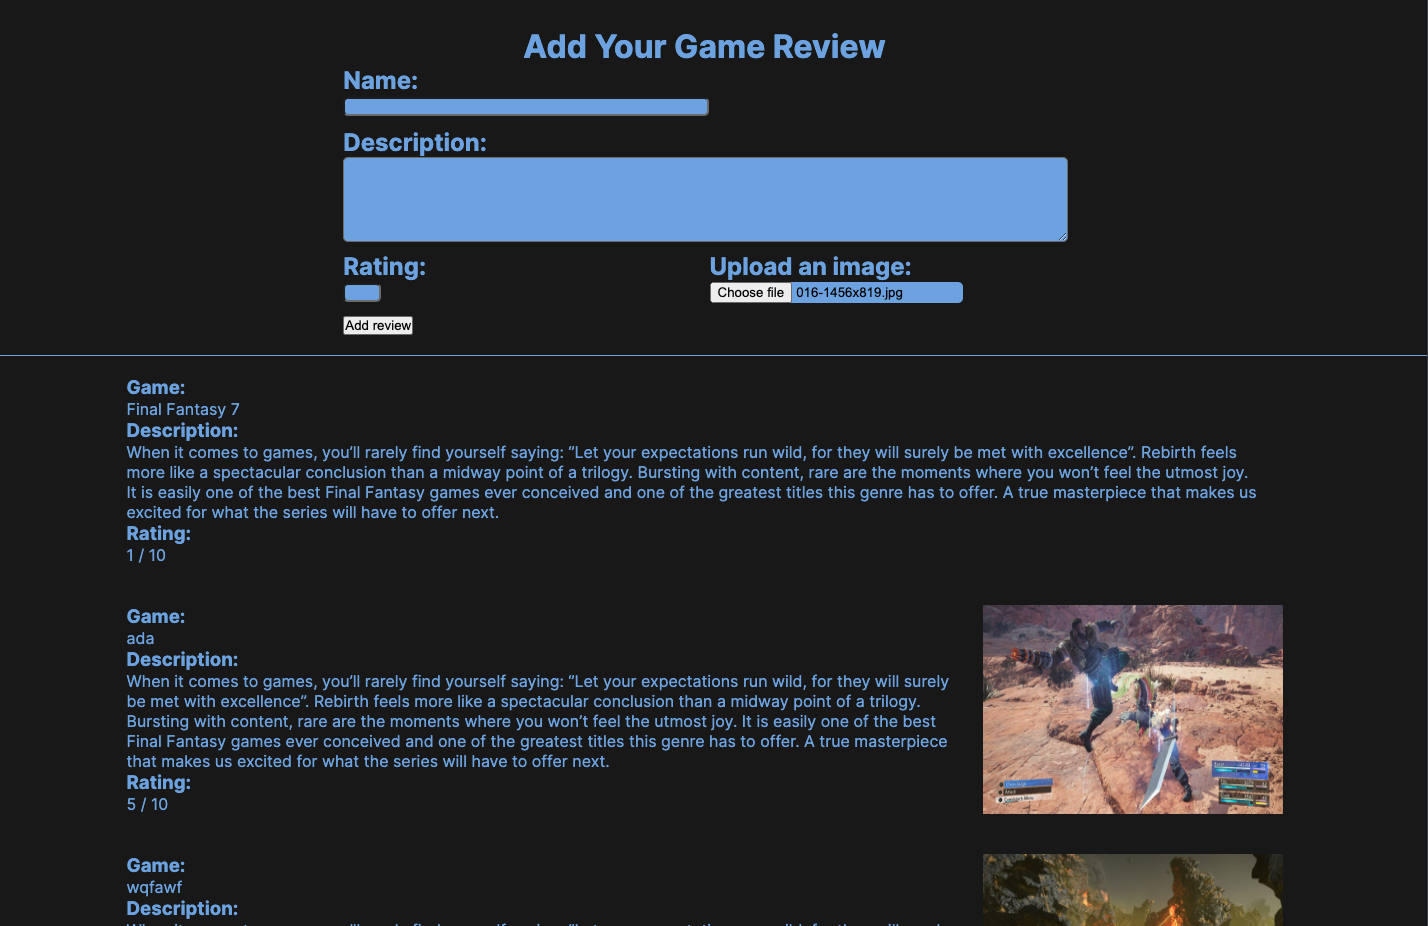 Add Your Game Review
Name:
Description:
Rating:
Upload an image:
Choose file 016-1456x819.jpg
Add review
Game:
Final Fantasy 7
Description:
When it comes to games, you’ll rarely find yourself saying: “Let your expectations run wild, for they will surely be met with excellence”. Rebirth feels
more like a spectacular conclusion than a midway point of a trilogy. Bursting with content, rare are the moments where you won’t feel the utmost joy.
It is easily one of the best Final Fantasy games ever conceived and one of the greatest titles this genre has to offer. A true masterpiece that makes us
excited for what the series will have to offer next.
Rating:
1 / 10
Game:
ada
Description:
When it comes to games, you’ll rarely find yourself saying: “Let your expectations run wild, for they will surely
be met with excellence”. Rebirth feels more like a spectacular conclusion than a midway point of a trilogy.
Bursting with content, rare are the moments where you won’t feel the utmost joy. It is easily one of the best
Final Fantasy games ever conceived and one of the greatest titles this genre has to offer. A true masterpiece
that makes us excited for what the series will have to offer next.
Rating:
5 / 10
Game:
wqfawf
Description: